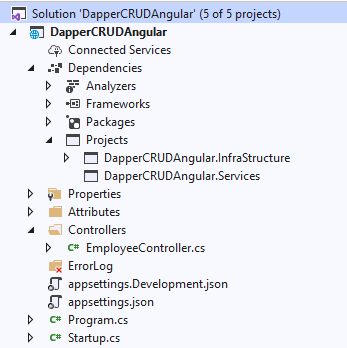 Solution 'DapperCRUDAngular' (5 of 5 projects)
DapperCRUDAngular
Connected Services
Dependencies
Analyzers
Frameworks
Packages
Projects
DapperCRUDAngular.InfraStructure
DapperCRUDAngular.Services
Properties
Attributes
Controllers
C# EmployeeController.cs
ErrorLog
appsettings.Development.json
appsettings.json
C# Program.cs
C# Startup.cs